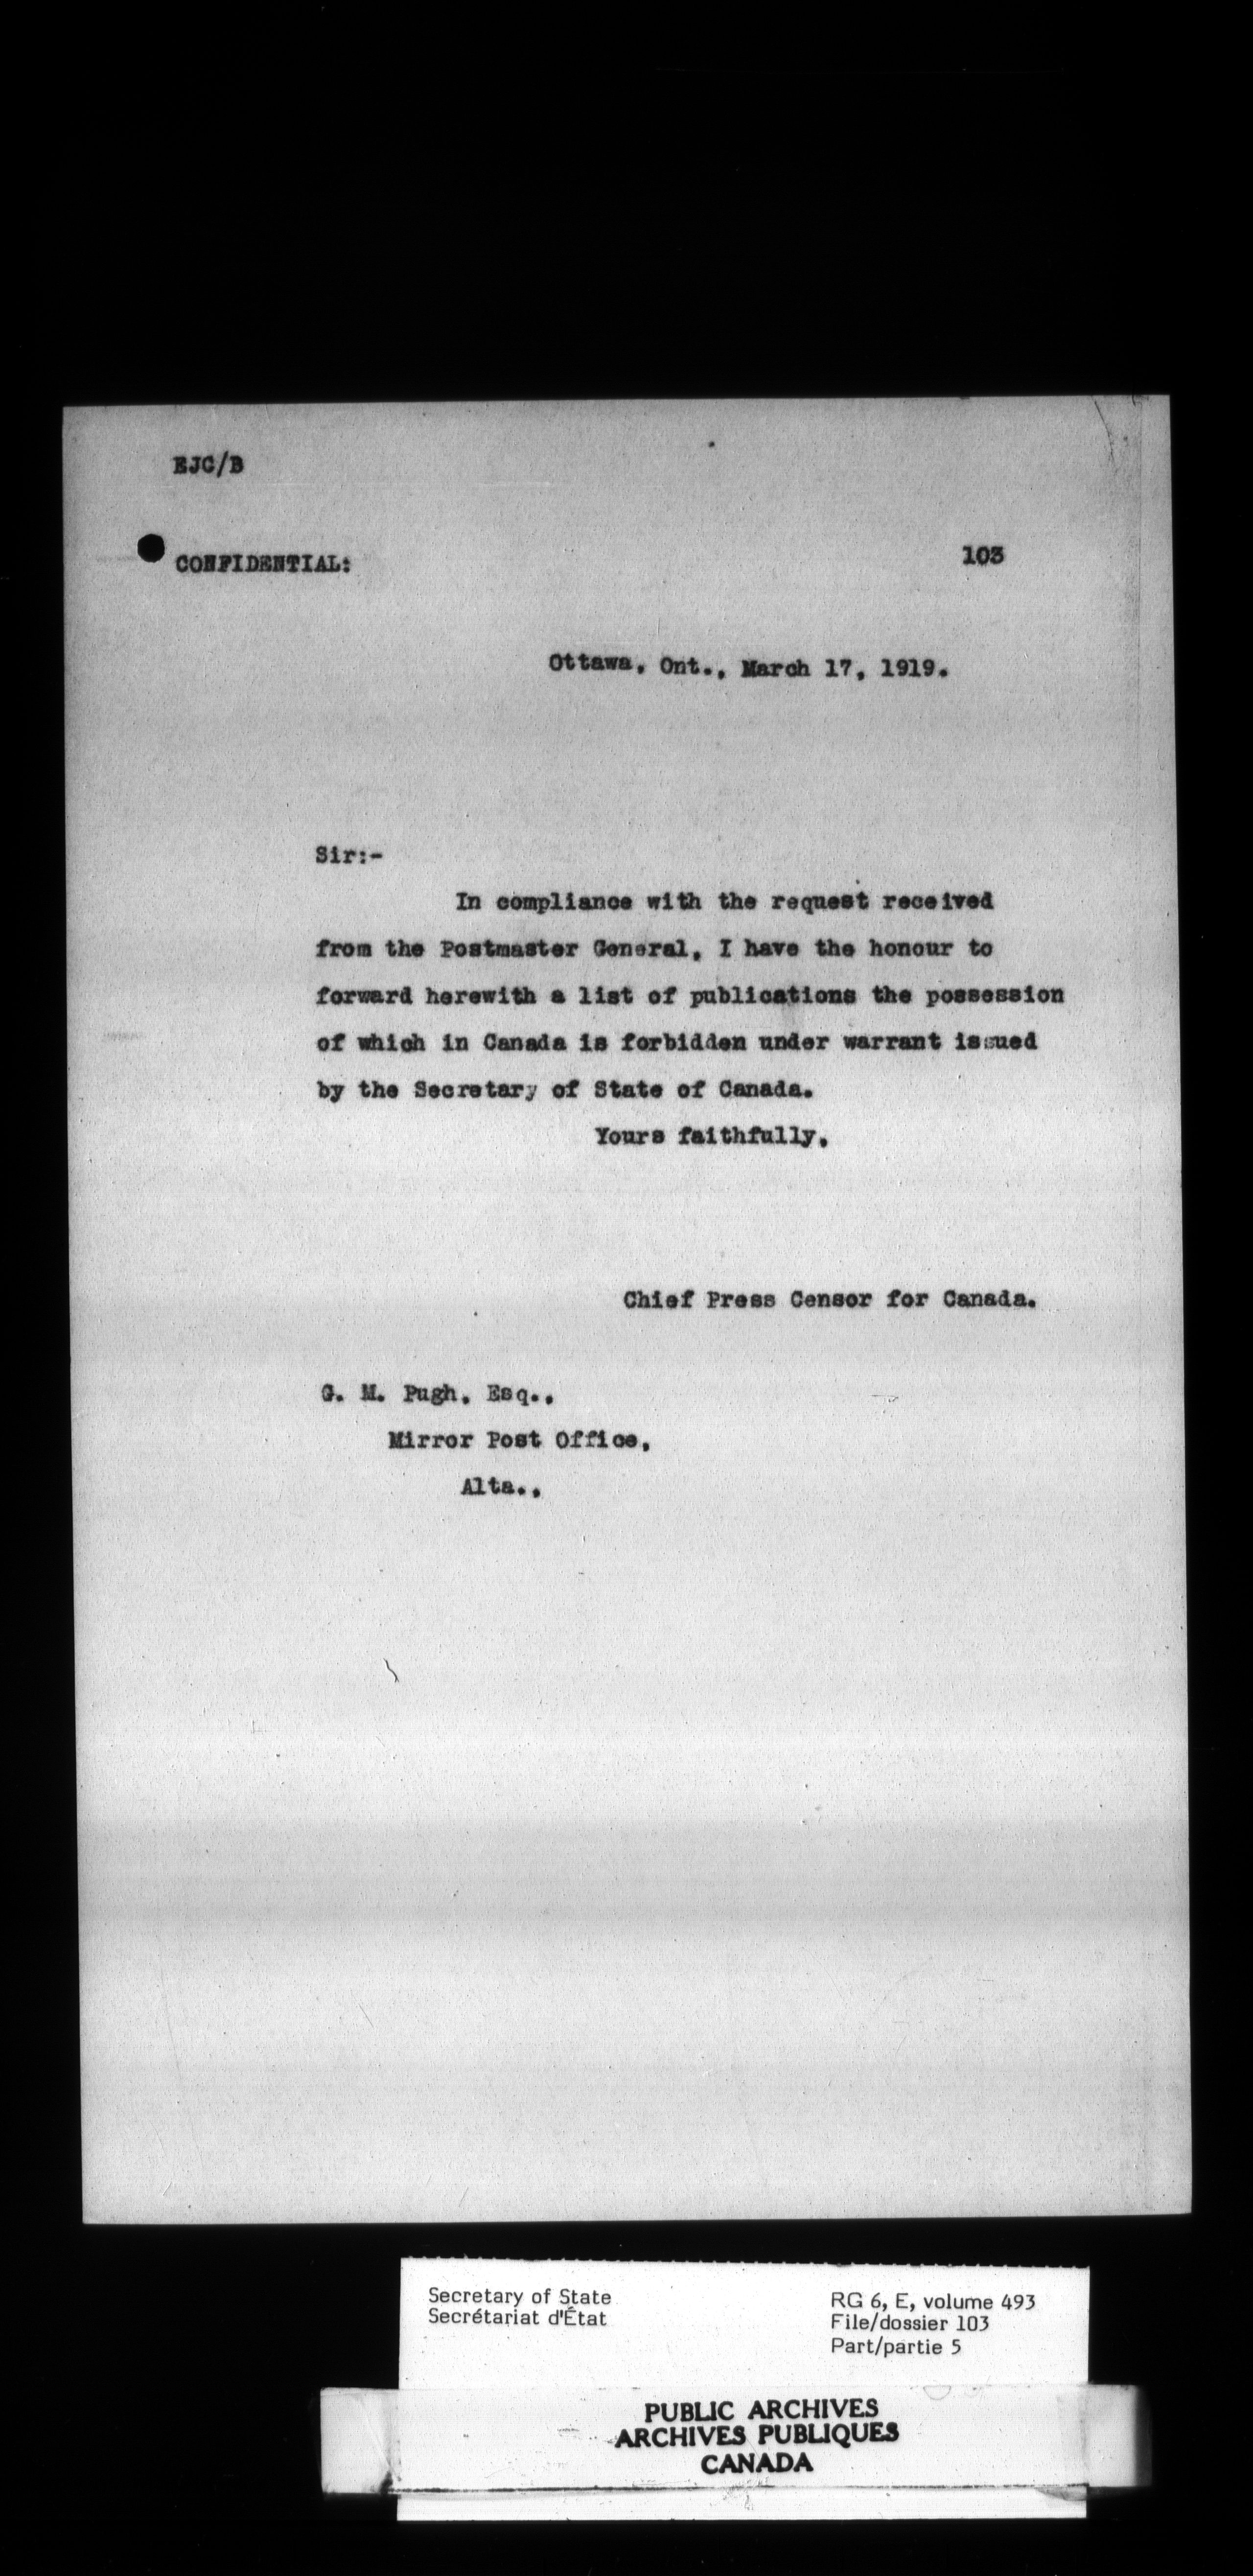 EJC/B
CONFIDENTIAL:
103
Ottawa, Ont., March 17, 1919.
Sir:-
In compliance with the request received
from the Postmaster General, I have the honour to
forward herewith a list of publications the possession
of which in Canada is forbidden under warrant issued
by the Secretary of State of Canada.
Yours faithfully,
Chief Press Censor for Canada.
G. M. Pugh, Esq.,
Mirror Post Office,
Alta.,
Secretary of State
Secrétariat d'État
RG 6, E, volume 493
File/dossier 103
Part/partie 5
PUBLIC ARCHIVES
ARCHIVES PUBLIQUES
CANADA